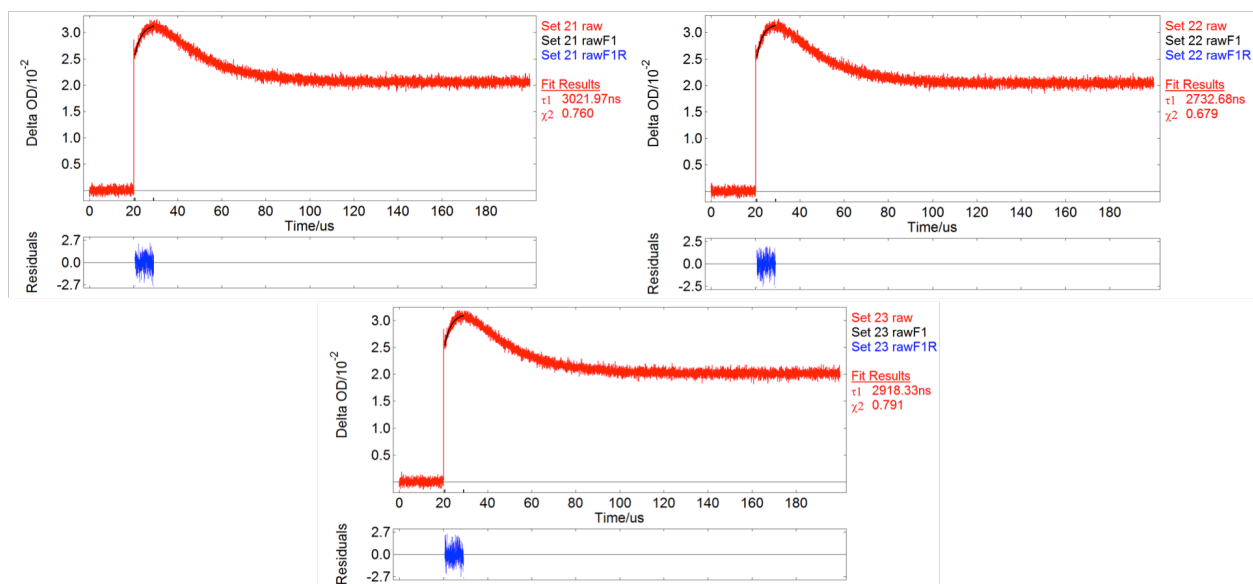 Delta OD/10⁻²
3.0
2.5
2.0
1.5
1.0
0.5
0 20 40 60 80 100 120 140 160 180
Time/us
Set 21 raw
Set 21 rawF1
Set 21 rawF1R
Fit Results
τ1 3021.97ns
χ2 0.760
Residuals
2.7
0.0
-2.7
Delta OD/10⁻²
3.0
2.5
2.0
1.5
1.0
0.5
0 20 40 60 80 100 120 140 160 180
Time/us
Set 22 raw
Set 22 rawF1
Set 22 rawF1R
Fit Results
τ1 2732.68ns
χ2 0.679
Residuals
2.5
0.0
-2.5
Delta OD/10⁻²
3.0
2.5
2.0
1.5
1.0
0.5
0 20 40 60 80 100 120 140 160 180
Time/us
Set 23 raw
Set 23 rawF1
Set 23 rawF1R
Fit Results
τ1 2918.33ns
χ2 0.791
Residuals
2.7
0.0
-2.7